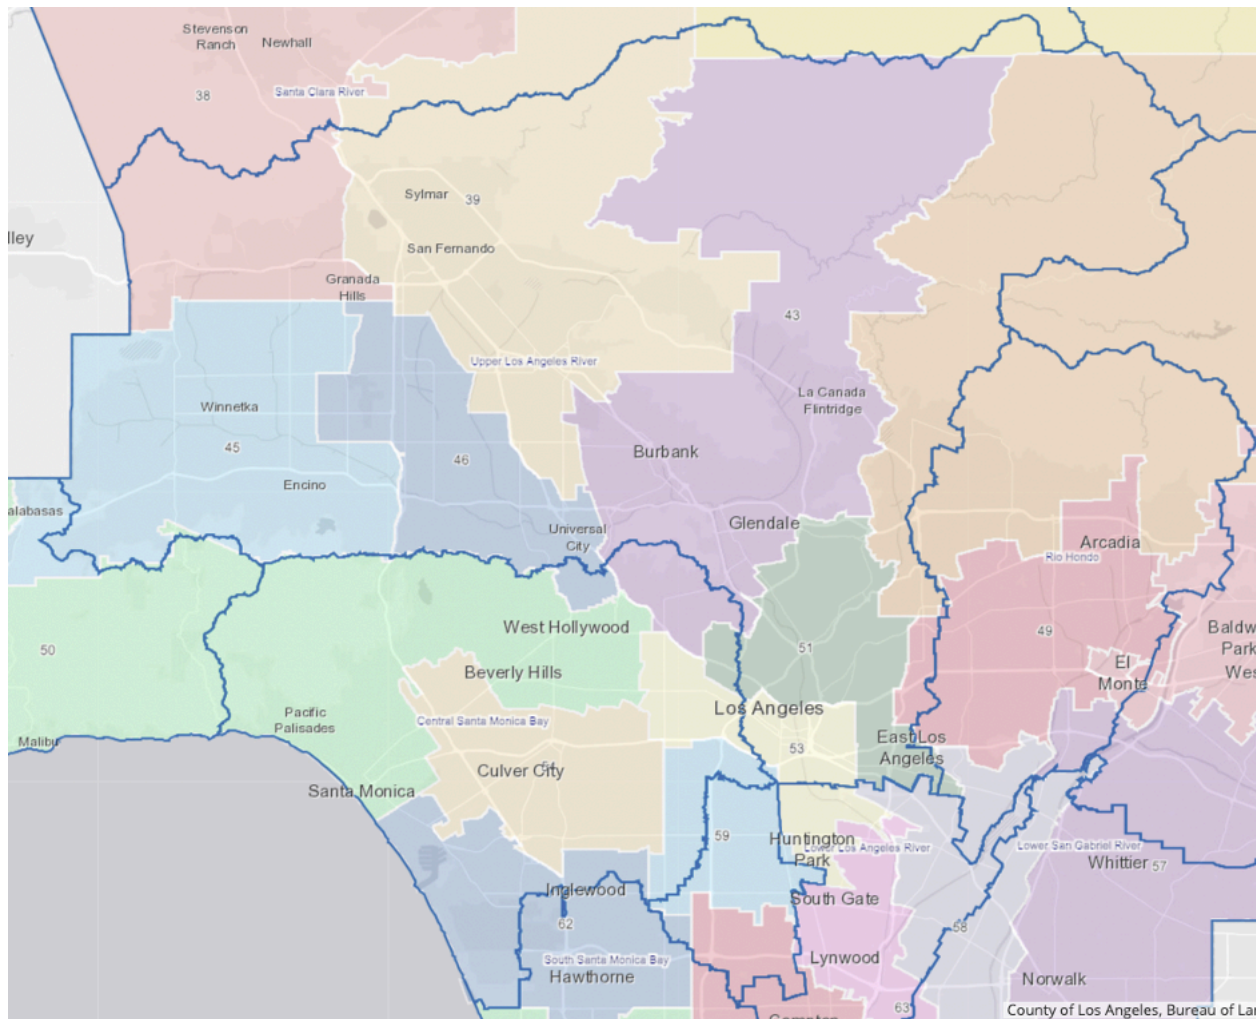 Stevenson
Ranch
Newhall
Santa Clara River
38
Sylmar
39
lley
San Fernando
Granada
Hills
43
Upper Los Angeles River
La Canada
Flintridge
Winnetka
45
Burbank
46
Encino
alabasas
Universal
City
Glendale
Arcadia
Rio Hondo
West Hollywood
49
Baldw
Park
50
51
Beverly Hills
El
Monte
Wes
Pacific
Palisades
Los Angeles
Central Santa Monica Bay
Malibu
East Los
Angeles
53
Culver City
Santa Monica
59
Huntington
Park
Lower Los Angeles River
Lower San Gabriel River
Whittier
57
Inglewood
South Gate
62
58
South Santa Monica Bay
Hawthorne
Lynwood
Norwalk
63
Compton
County of Los Angeles, Bureau of La